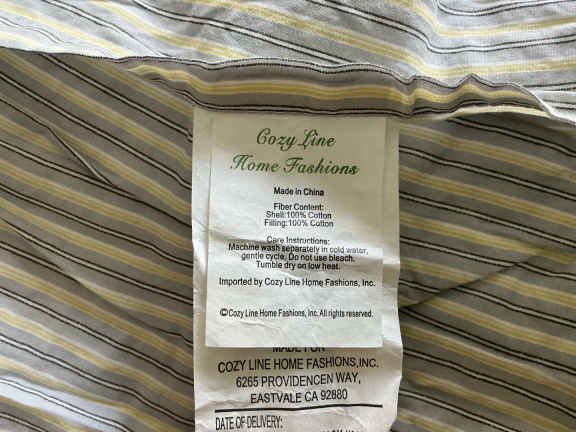 Cozy Line
Home Fashions
Made in China
Fiber Content:
Shell:100% Cotton
Filling:100% Cotton
Care Instructions:
Machine wash separately in cold water,
gentle cycle. Do not use bleach.
Tumble dry on low heat.
Imported by Cozy Line Home Fashions, Inc.
©Cozy Line Home Fashions, Inc. All rights reserved.
MADE FOR
COZY LINE HOME FASHIONS,INC.
6265 PROVIDENCEN WAY,
EASTVALE CA 92880
DATE OF DELIVERY: